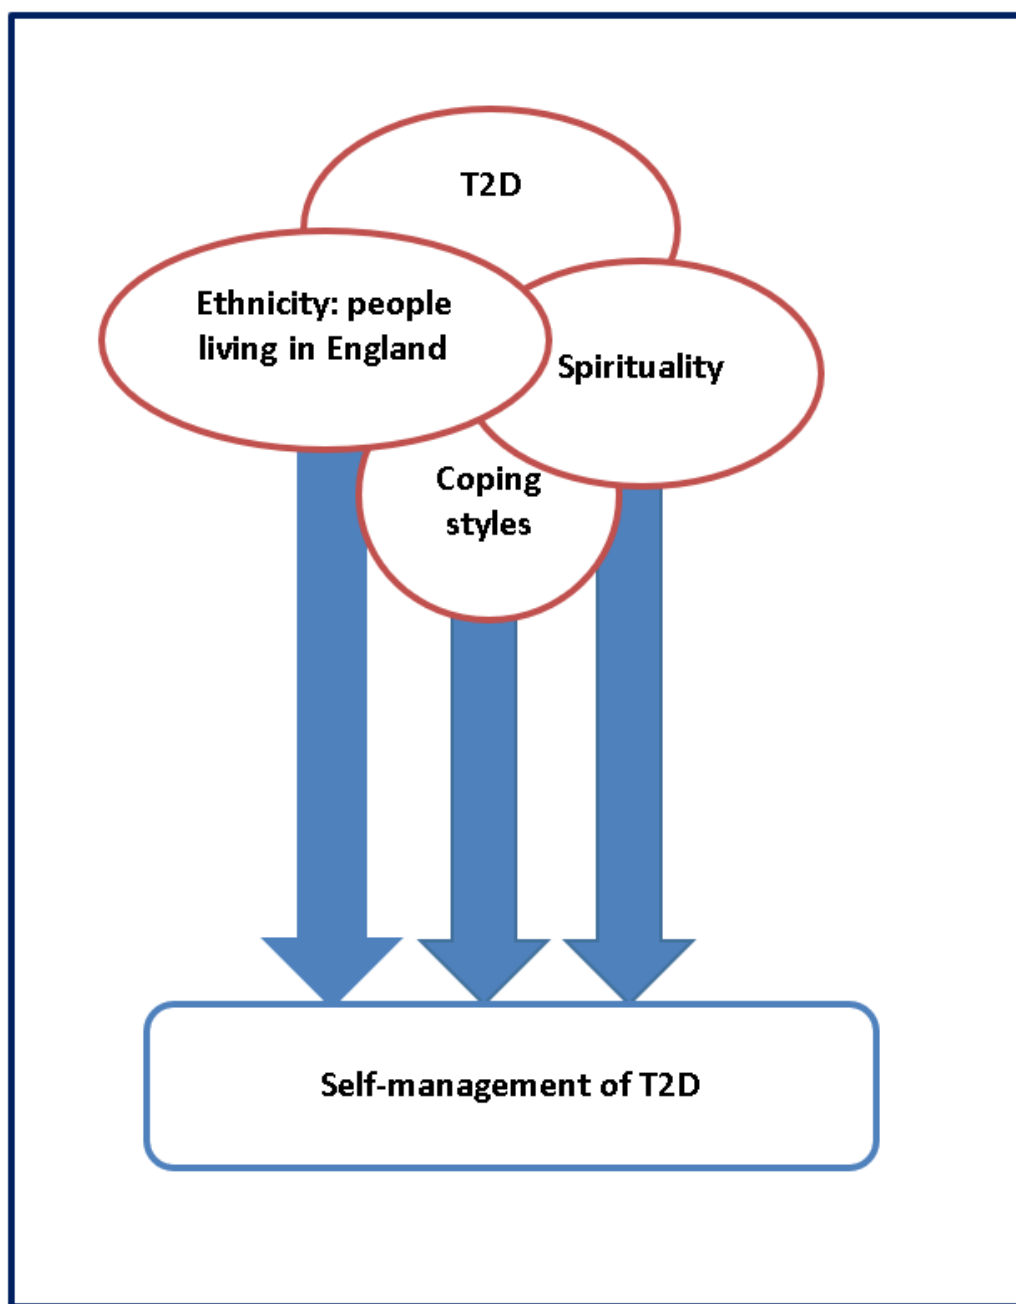 T2D
Ethnicity: people
living in England
Spirituality
Coping
styles
Self-management of T2D